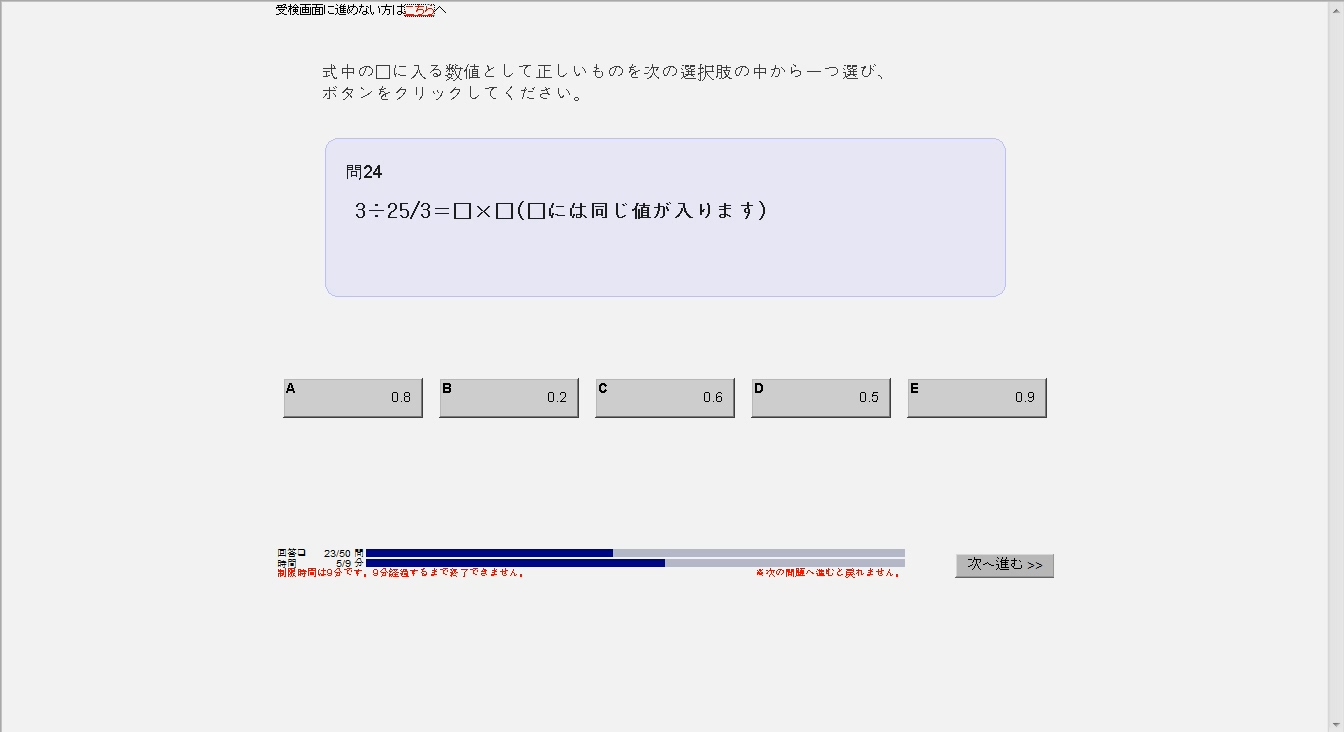 受検画面に進めない方はこちらへ
式中の□に入る数値として正しいものを次の選択肢の中から一つ選び、
ボタンをクリックしてください。
問24
3÷25/3＝□×□(□には同じ値が入ります)
A 0.8
B 0.2
C 0.6
D 0.5
E 0.9
回答□ 23/50 問
時間 5/9 分
制限時間は9分です。9分経過するまで終了できません。 ※次の問題へ進むと戻れません。
次へ進む >>